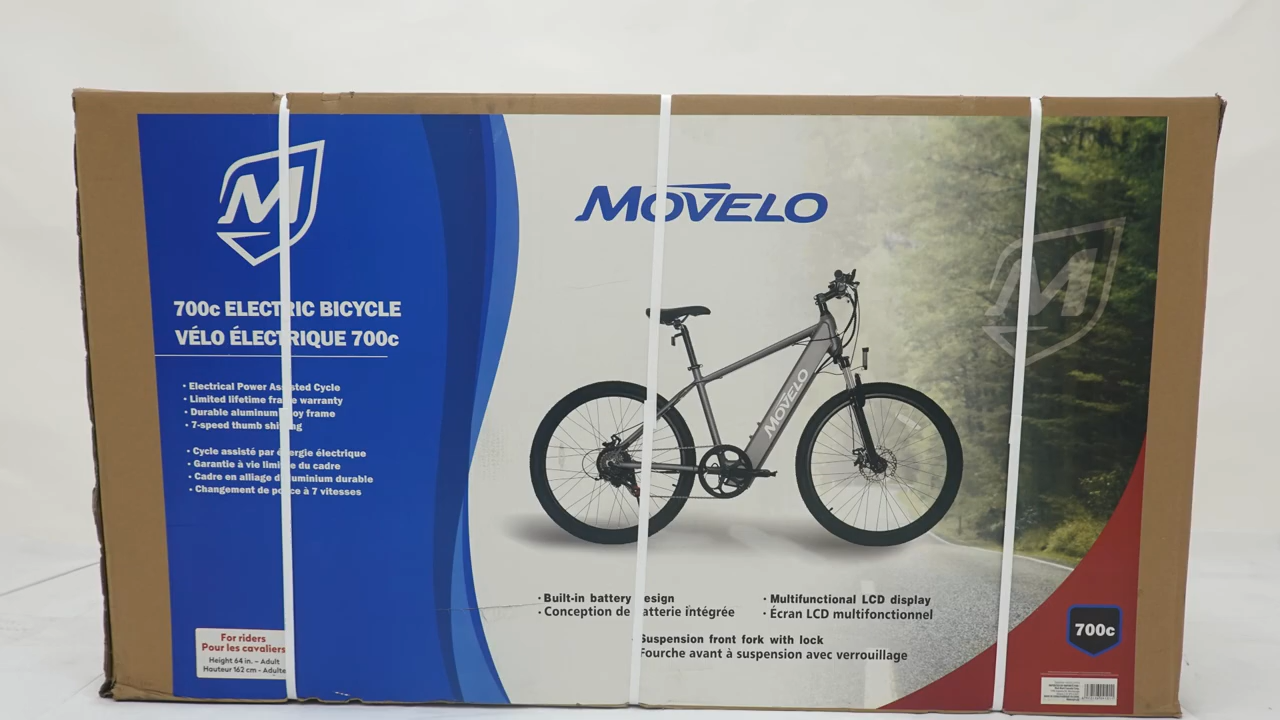 M
MOVELO
700c ELECTRIC BICYCLE
VÉLO ÉLECTRIQUE 700c
• Electrical Power Assisted Cycle
• Limited lifetime frame warranty
• Durable aluminum alloy frame
• 7-speed thumb shifting
• Cycle assisté par énergie électrique
• Garantie à vie limitée du cadre
• Cadre en alliage d'aluminium durable
• Changement de pouce à 7 vitesses
M
MOVELO
• Built-in battery design
• Conception de batterie intégrée
• Multifunctional LCD display
• Écran LCD multifonctionnel
Suspension front fork with lock
Fourche avant à suspension avec verrouillage
For riders
Pour les cavaliers
Height 64 in. – Adult
Hauteur 162 cm - Adulte
700c